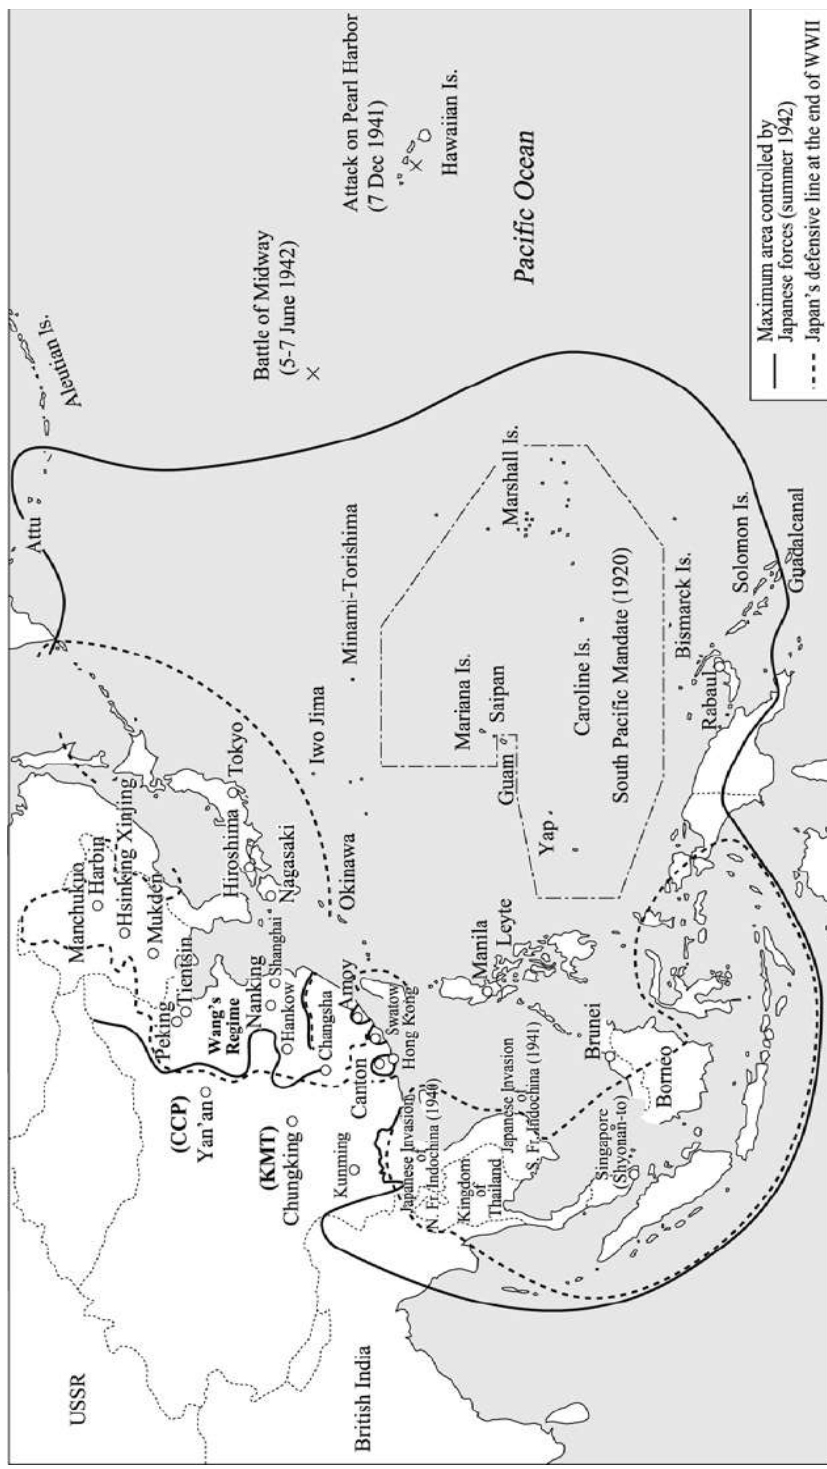 USSR
British India
(CCP)
Yan'an
(KMT)
Chungking
Kunming
Manchukuo
Harbin
Hsinking Xinjing
Mukden
Peking
Tientsin
Wang's
Regime
Nanking
Shanghai
Hankow
Changsha
Amoy
Canton
Swatow
Hong Kong
Hiroshima
Tokyo
Nagasaki
Okinawa
Iwo Jima
Minami-Torishima
Attu
Aleutian Is.
Battle of Midway
(5-7 June 1942)
Attack on Pearl Harbor
(7 Dec 1941)
Hawaiian Is.
Pacific Ocean
Japanese Invasion
of
N. Fr. Indochina (1940)
Kingdom
of
Thailand
Japanese Invasion
of
S. Fr. Indochina (1941)
Manila
Leyte
Mariana Is.
Saipan
Guam
Marshall Is.
Yap
Caroline Is.
South Pacific Mandate (1920)
Brunei
Borneo
Singapore
(Shyonan-to)
Bismarck Is.
Rabaul
Solomon Is.
Guadalcanal
Maximum area controlled by
Japanese forces (summer 1942)
Japan's defensive line at the end of WWII